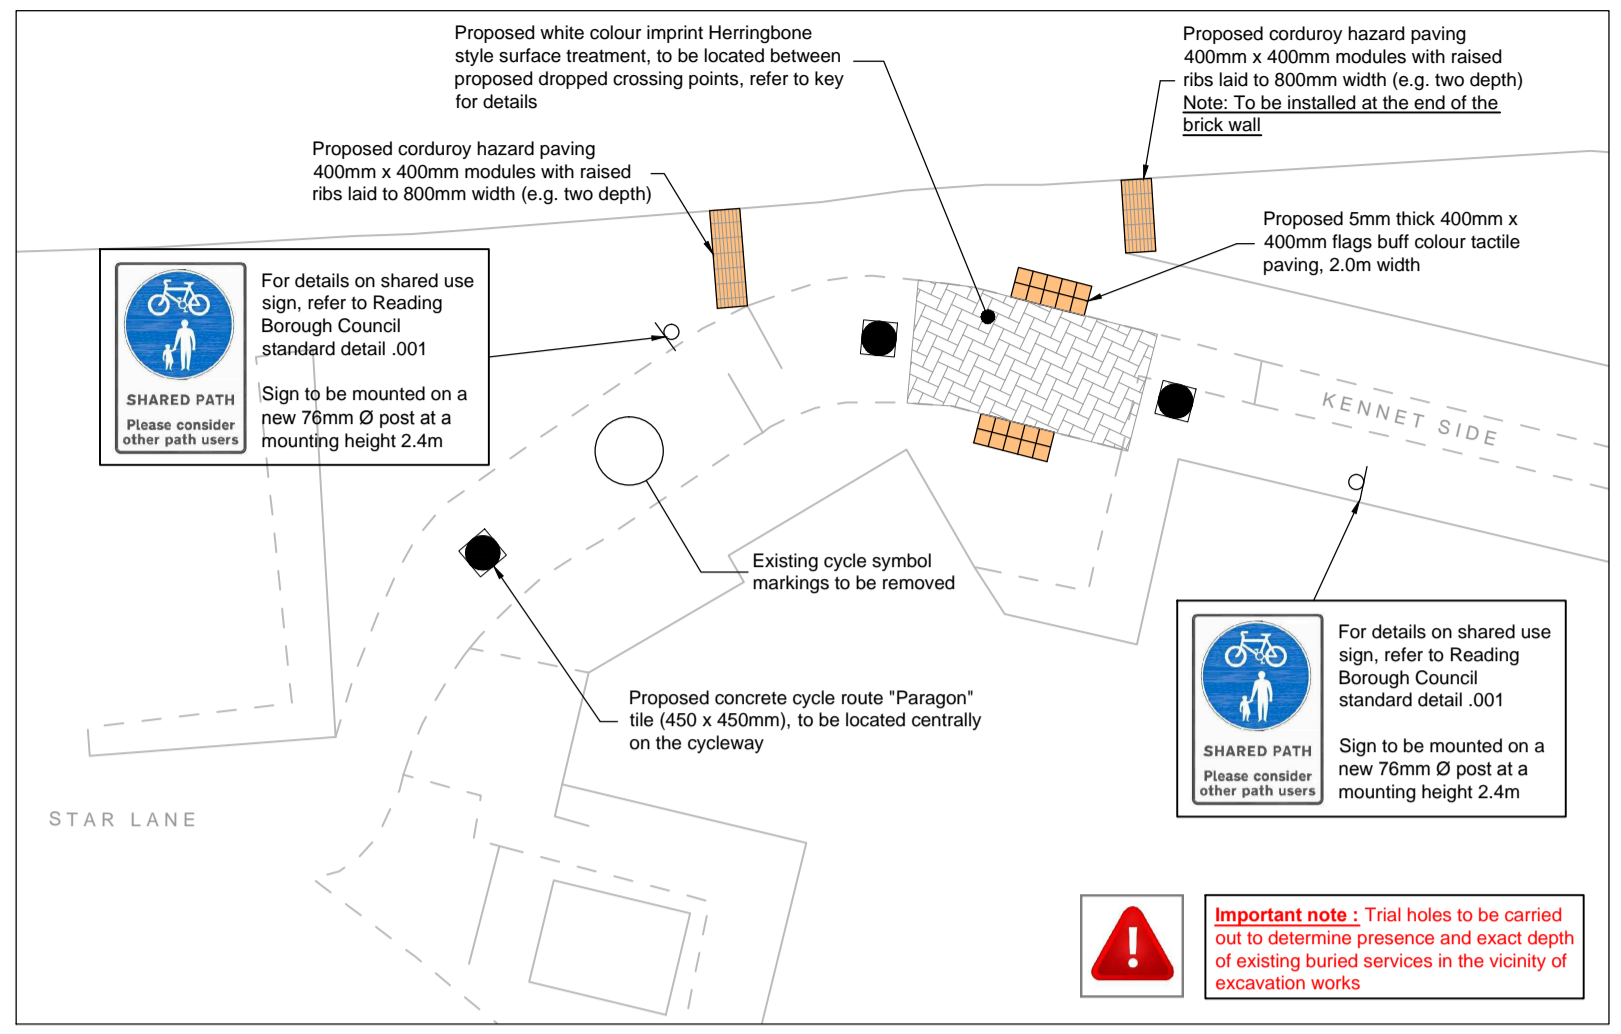 Proposed white colour imprint Herringbone
style surface treatment, to be located between
proposed dropped crossing points, refer to key
for details
Proposed corduroy hazard paving
400mm x 400mm modules with raised
ribs laid to 800mm width (e.g. two depth)
Note: To be installed at the end of the
brick wall
Proposed corduroy hazard paving
400mm x 400mm modules with raised
ribs laid to 800mm width (e.g. two depth)
Proposed 5mm thick 400mm x
400mm flags buff colour tactile
paving, 2.0m width
SHARED PATH
Please consider
other path users
For details on shared use
sign, refer to Reading
Borough Council
standard detail .001
Sign to be mounted on a
new 76mm Ø post at a
mounting height 2.4m
KENNET SIDE
Existing cycle symbol
markings to be removed
Proposed concrete cycle route "Paragon"
tile (450 x 450mm), to be located centrally
on the cycleway
SHARED PATH
Please consider
other path users
For details on shared use
sign, refer to Reading
Borough Council
standard detail .001
Sign to be mounted on a
new 76mm Ø post at a
mounting height 2.4m
STAR LANE
!
Important note : Trial holes to be carried
out to determine presence and exact depth
of existing buried services in the vicinity of
excavation works